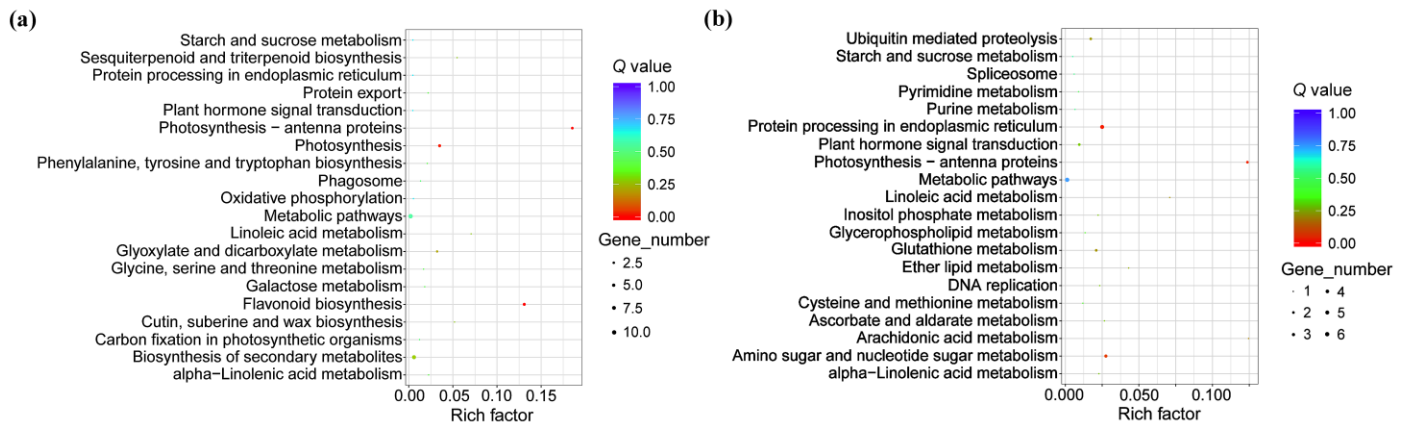 (a)
Starch and sucrose metabolism
Sesquiterpenoid and triterpenoid biosynthesis
Protein processing in endoplasmic reticulum
Protein export
Plant hormone signal transduction
Photosynthesis − antenna proteins
Photosynthesis
Phenylalanine, tyrosine and tryptophan biosynthesis
Phagosome
Oxidative phosphorylation
Metabolic pathways
Linoleic acid metabolism
Glyoxylate and dicarboxylate metabolism
Glycine, serine and threonine metabolism
Galactose metabolism
Flavonoid biosynthesis
Cutin, suberine and wax biosynthesis
Carbon fixation in photosynthetic organisms
Biosynthesis of secondary metabolites
alpha−Linolenic acid metabolism
0.00 0.05 0.10 0.15
Rich factor
Q value
1.00
0.75
0.50
0.25
0.00
Gene_number
2.5
5.0
7.5
10.0
(b)
Ubiquitin mediated proteolysis
Starch and sucrose metabolism
Spliceosome
Pyrimidine metabolism
Purine metabolism
Protein processing in endoplasmic reticulum
Plant hormone signal transduction
Photosynthesis − antenna proteins
Metabolic pathways
Linoleic acid metabolism
Inositol phosphate metabolism
Glycerophospholipid metabolism
Glutathione metabolism
Ether lipid metabolism
DNA replication
Cysteine and methionine metabolism
Ascorbate and aldarate metabolism
Arachidonic acid metabolism
Amino sugar and nucleotide sugar metabolism
alpha−Linolenic acid metabolism
0.000 0.050 0.100
Rich factor
Q value
1.00
0.75
0.50
0.25
0.00
Gene_number
1 4
2 5
3 6